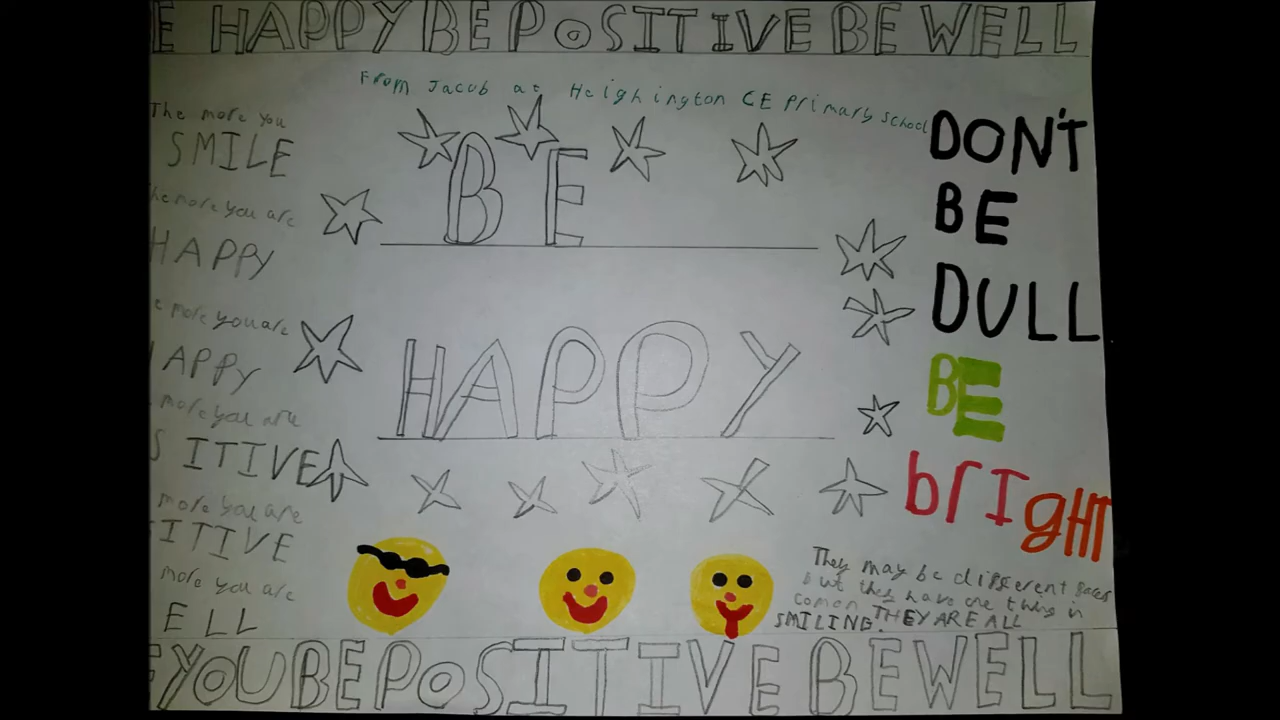 E HAPPY BE POSITIVE BE WELL
From Jacob at Heighington CE primary school
The more you
SMILE
he more you are
HAPPY
e more you are
APPY
more you are
SITIVE
more you are
ITIVE
more you are
ELL
BE
HAPPY
DON'T
BE
DULL
BE
brIgHT
They may be different faces
but they have one thing in
comon THEY ARE ALL
SMILING.
E YOU BE POSITIVE BE WELL